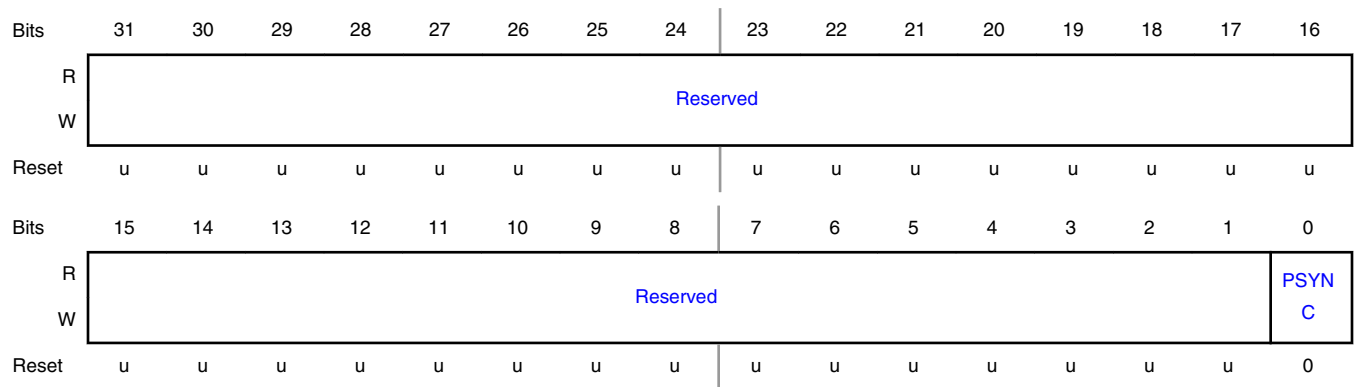 Bits 31 30 29 28 27 26 25 24 23 22 21 20 19 18 17 16
R
Reserved
W
Reset u u u u u u u u u u u u u u u u
Bits 15 14 13 12 11 10 9 8 7 6 5 4 3 2 1 0
R
Reserved
PSYN
C
W
Reset u u u u u u u u u u u u u u u 0